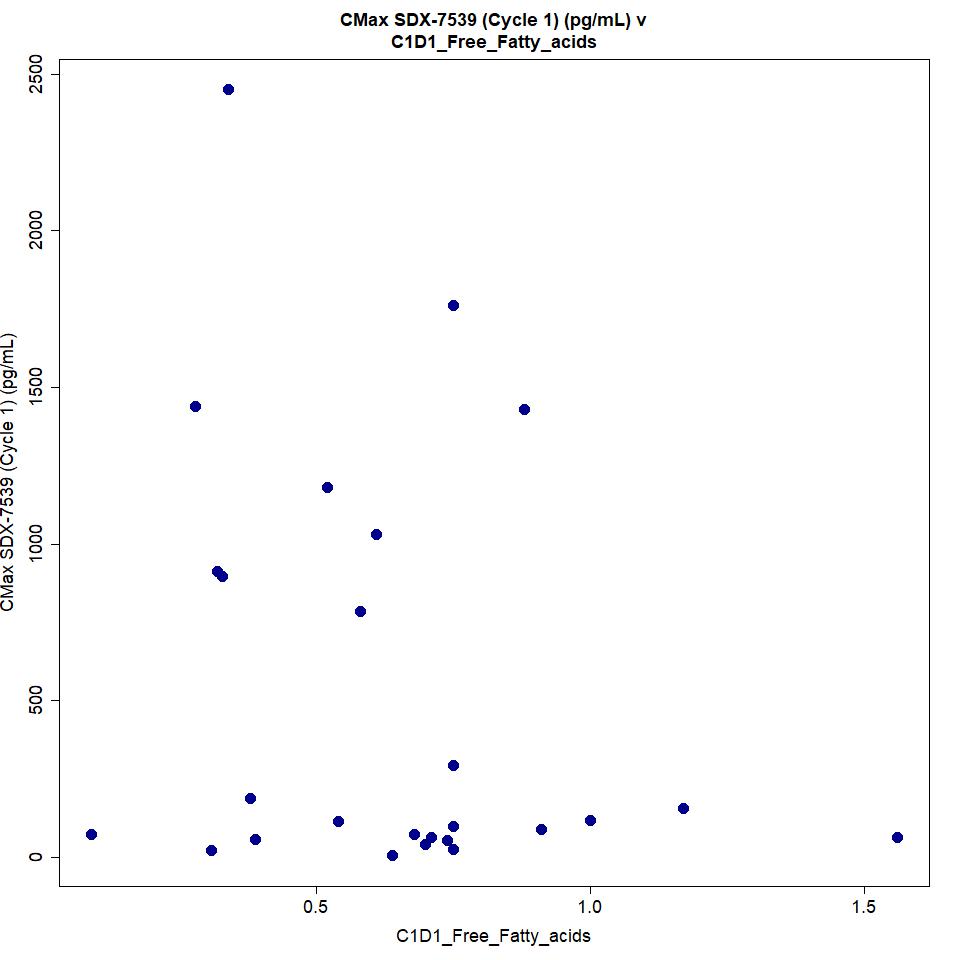 CMax SDX-7539 (Cycle 1) (pg/mL) v
C1D1_Free_Fatty_acids
2500
2000
1500
1000
500
0
CMax SDX-7539 (Cycle 1) (pg/mL)
0.5 1.0 1.5
C1D1_Free_Fatty_acids